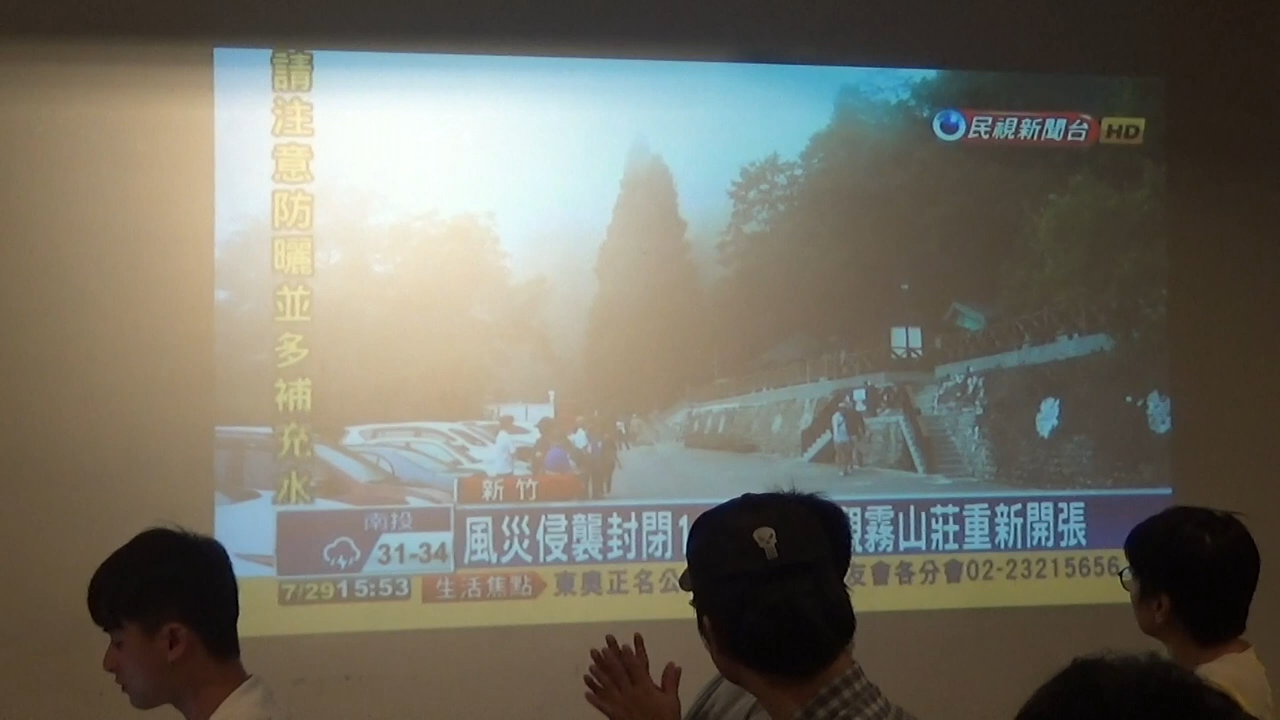 請注意防曬並多補充水
民視新聞台 HD
新竹
南投
31-34
風災侵襲封閉1
觀霧山莊重新開張
7/29 15:53
生活焦點
東奧正名公
友會各分會02-23215656